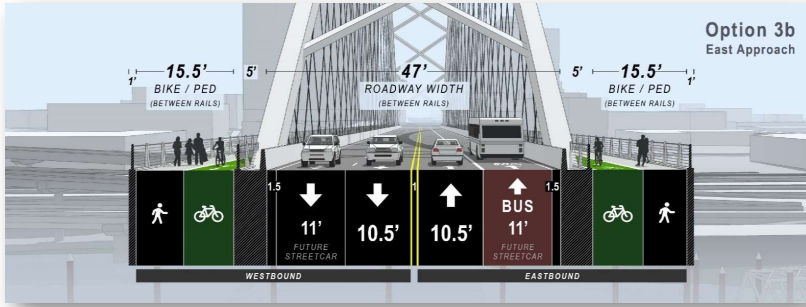 Option 3b
East Approach
1'
15.5'
BIKE / PED
(BETWEEN RAILS)
5'
47'
ROADWAY WIDTH
(BETWEEN RAILS)
5'
15.5'
BIKE / PED
(BETWEEN RAILS)
1'
1.5
11'
FUTURE
STREETCAR
10.5'
1
10.5'
BUS
11'
FUTURE
STREETCAR
1.5
WESTBOUND
EASTBOUND